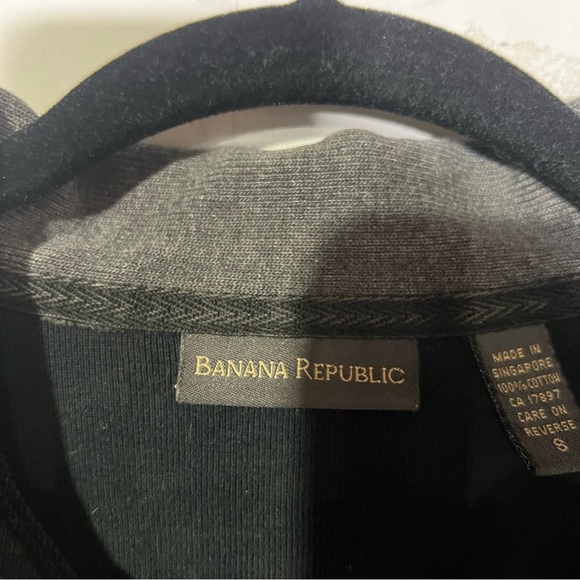 BANANA REPUBLIC
MADE IN
SINGAPORE
100% COTTON
CA 17897
CARE ON
REVERSE
S